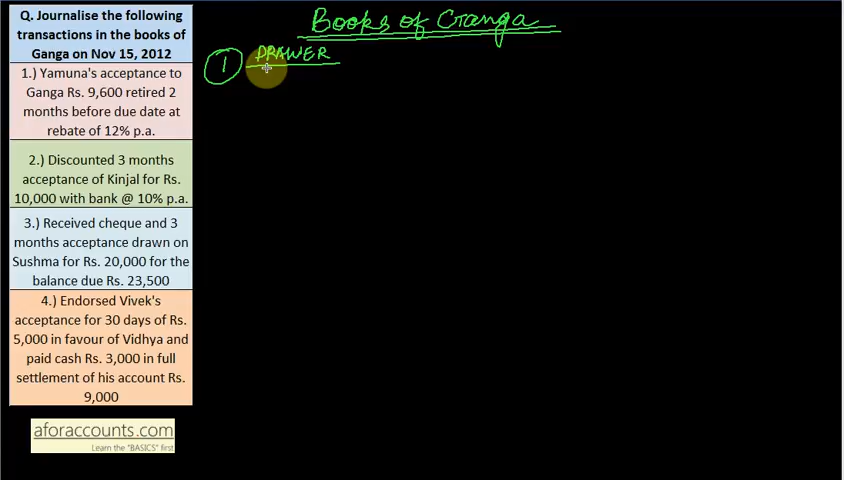 Q. Journalise the following
transactions in the books of
Ganga on Nov 15, 2012
1.) Yamuna's acceptance to
Ganga Rs. 9,600 retired 2
months before due date at
rebate of 12% p.a.
2.) Discounted 3 months
acceptance of Kinjal for Rs.
10,000 with bank @ 10% p.a.
3.) Received cheque and 3
months acceptance drawn on
Sushma for Rs. 20,000 for the
balance due Rs. 23,500
4.) Endorsed Vivek's
acceptance for 30 days of Rs.
5,000 in favour of Vidhya and
paid cash Rs. 3,000 in full
settlement of his account Rs.
9,000
aforaccounts.com
Learn the "BASICS" first
Books of Ganga
1 DRAWER